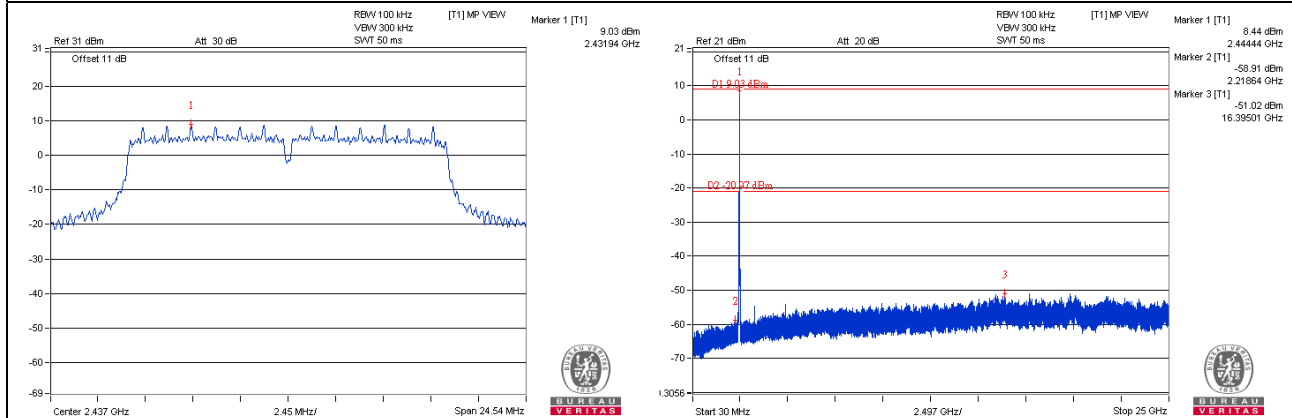 RBW 100 kHz [T1] MP VIEW
VBW 300 kHz
Ref 31 dBm Att 30 dB SWT 50 ms
Marker 1 [T1]
9.03 dBm
2.43194 GHz
31
Offset 11 dB
20
10
0
-10
-20
-30
-40
-50
-60
-69
1
Center 2.437 GHz 2.45 MHz/ Span 24.54 MHz
BUREAU VERITAS
1828
BUREAU
VERITAS
RBW 100 kHz [T1] MP VIEW
VBW 300 kHz
Ref 21 dBm Att 20 dB SWT 50 ms
Marker 1 [T1]
8.44 dBm
2.44444 GHz
Marker 2 [T1]
-58.91 dBm
2.21864 GHz
Marker 3 [T1]
-51.02 dBm
16.39501 GHz
21
Offset 11 dB
1
D1 9.03 dBm
10
0
-10
D2 -20.97 dBm
-20
-30
-40
-50
-60
-70
2
3
.3056
Start 30 MHz 2.497 GHz/ Stop 25 GHz
BUREAU VERITAS
1828
BUREAU
VERITAS